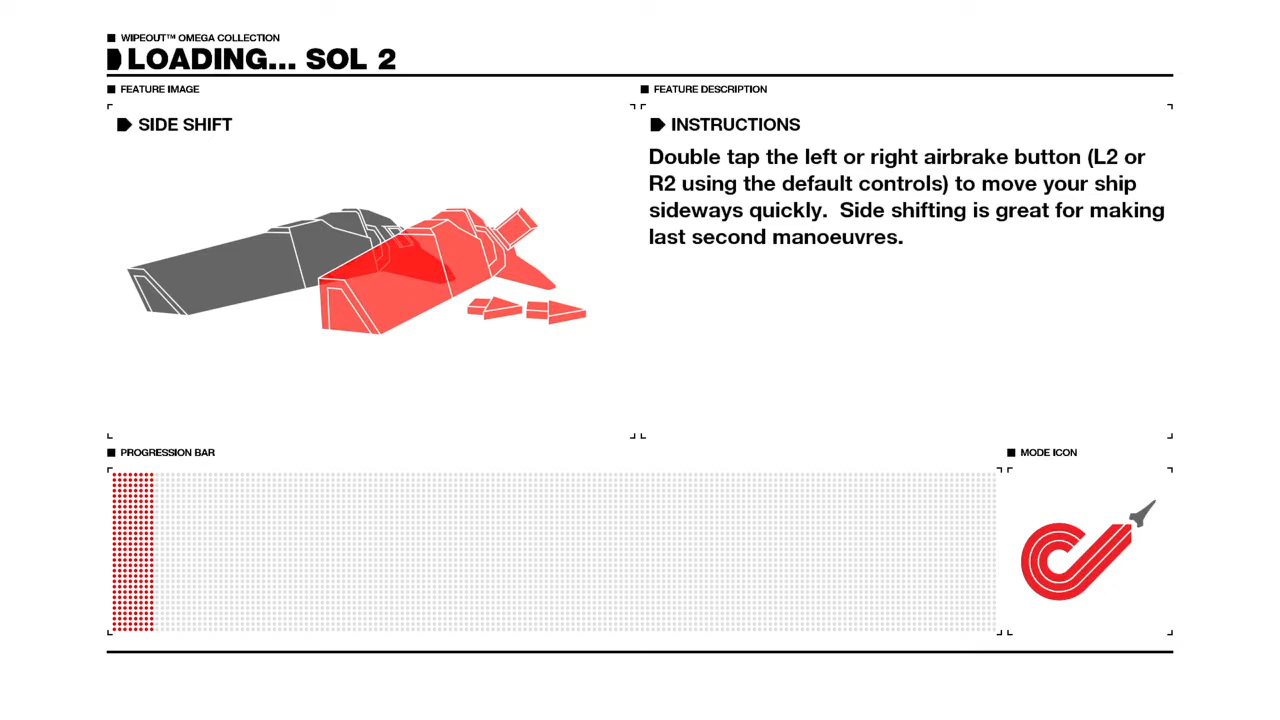 WIPEOUT™ OMEGA COLLECTION
LOADING... SOL 2
FEATURE IMAGE
FEATURE DESCRIPTION
SIDE SHIFT
INSTRUCTIONS
Double tap the left or right airbrake button (L2 or
R2 using the default controls) to move your ship
sideways quickly.  Side shifting is great for making
last second manoeuvres.
PROGRESSION BAR
MODE ICON